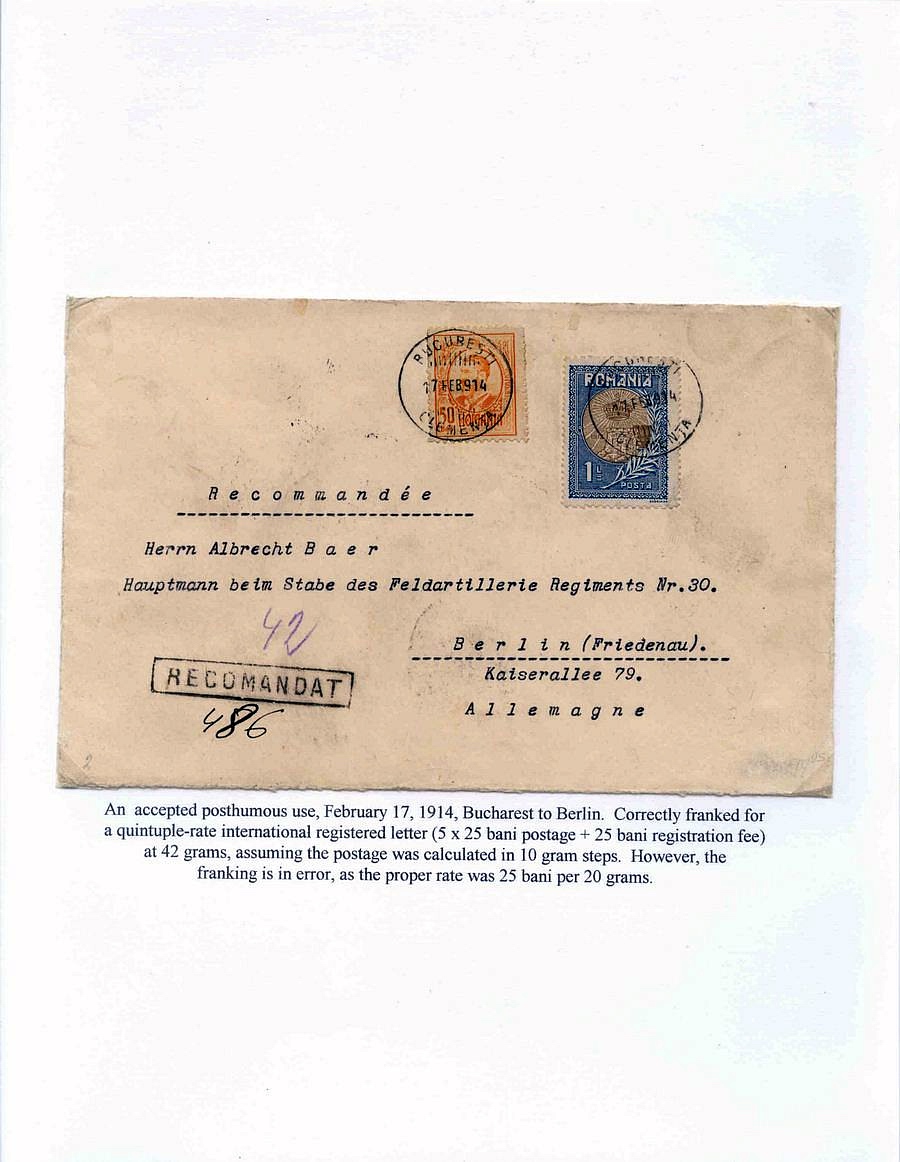 BUCURESTI
17 FEB 914
CLEMENTA
50
ROMANIA
1 L
POSTA
Recommandée
Herrn Albrecht Baer
Hauptmann beim Stabe des Feldartillerie Regiments Nr.30.
42
Berlin (Friedenau).
RECOMANDAT
Kaiserallee 79.
486
Allemagne
2
An accepted posthumous use, February 17, 1914, Bucharest to Berlin. Correctly franked for
a quintuple-rate international registered letter (5 x 25 bani postage + 25 bani registration fee)
at 42 grams, assuming the postage was calculated in 10 gram steps. However, the
franking is in error, as the proper rate was 25 bani per 20 grams.